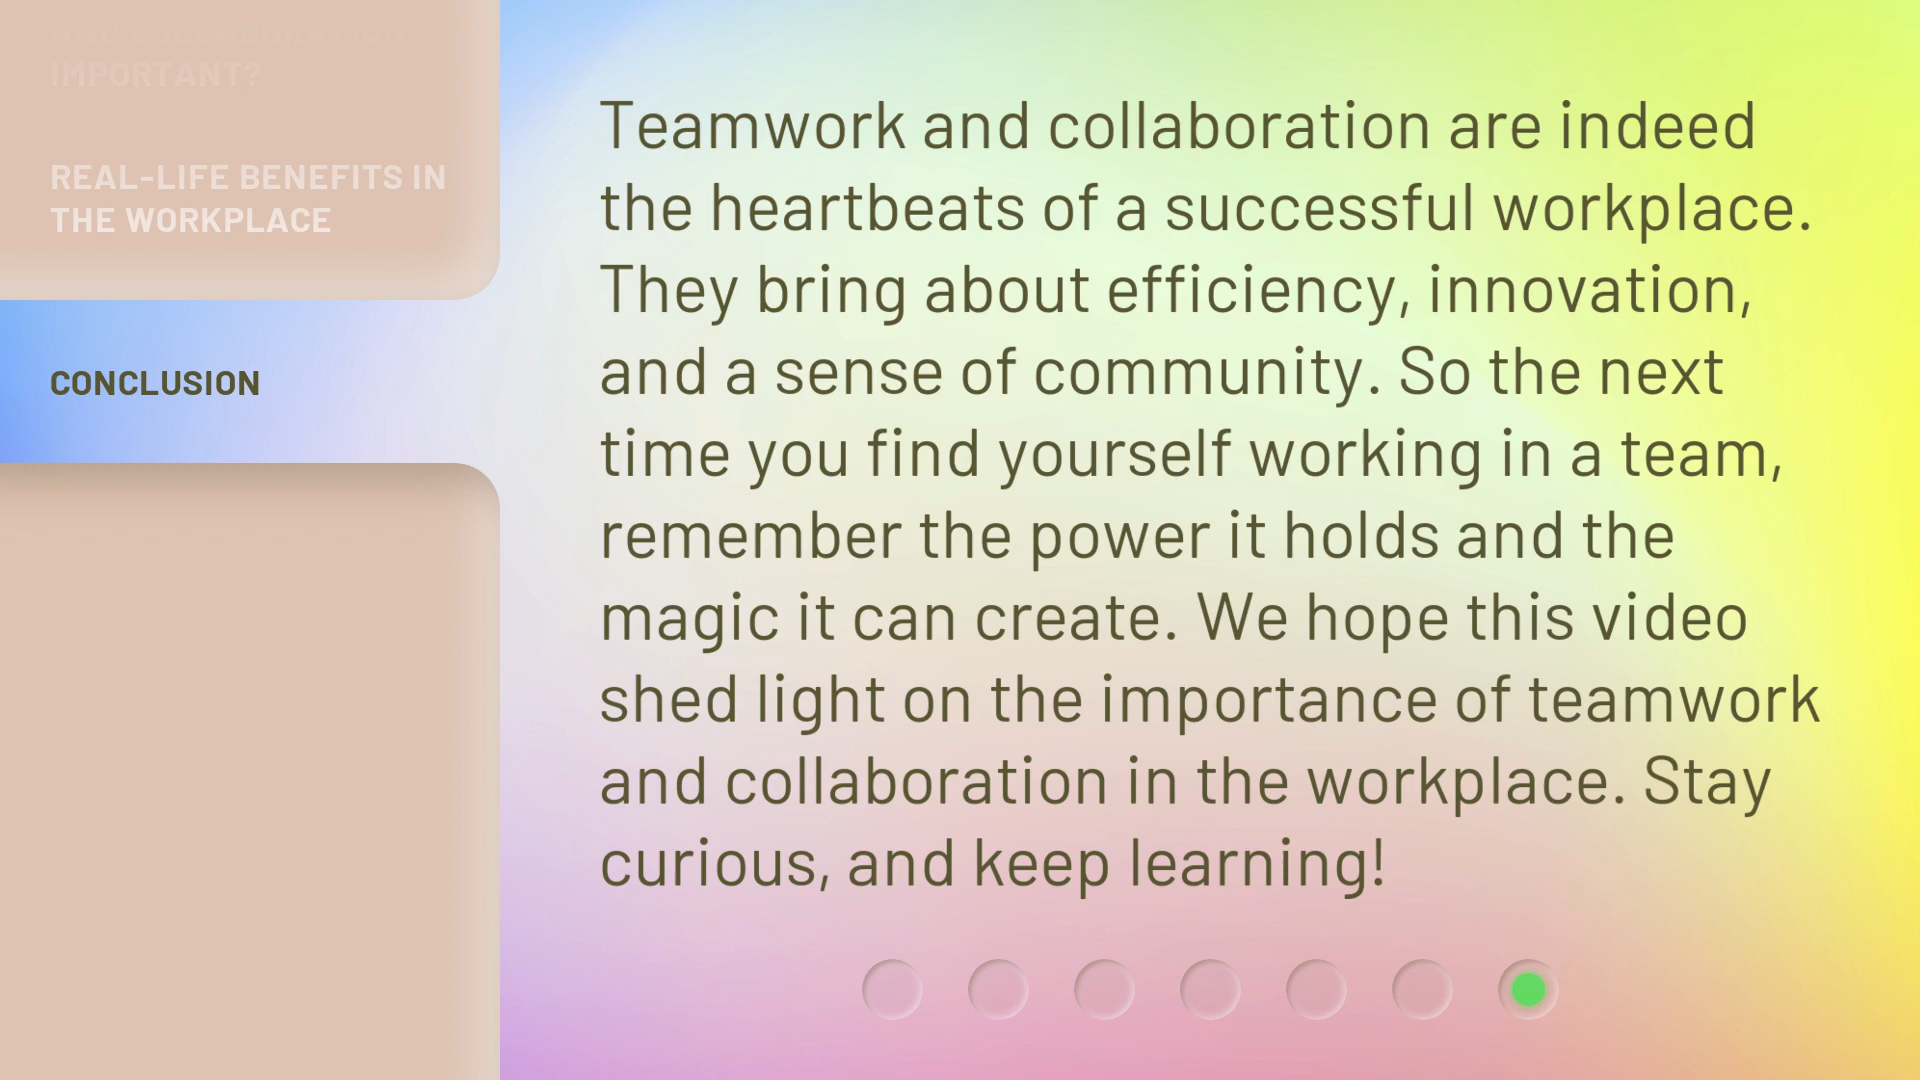 AND COLLABORATION
IMPORTANT?
REAL-LIFE BENEFITS IN
THE WORKPLACE
CONCLUSION
Teamwork and collaboration are indeed
the heartbeats of a successful workplace.
They bring about efficiency, innovation,
and a sense of community. So the next
time you find yourself working in a team,
remember the power it holds and the
magic it can create. We hope this video
shed light on the importance of teamwork
and collaboration in the workplace. Stay
curious, and keep learning!